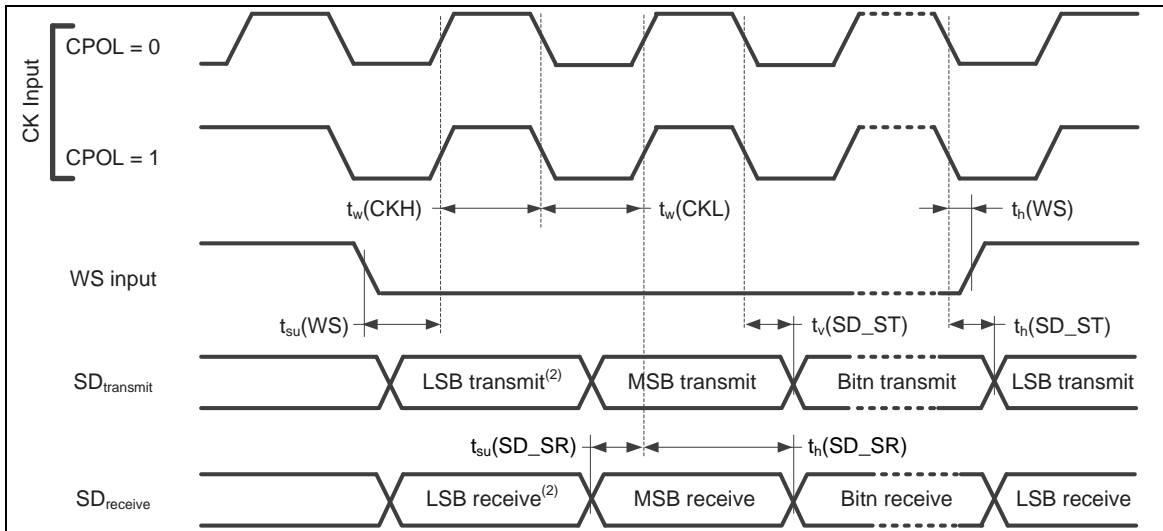 CK Input
CPOL = 0
CPOL = 1
tw(CKH)
tw(CKL)
th(WS)
WS input
tsu(WS)
tv(SD_ST)
th(SD_ST)
SDtransmit
LSB transmit(2)
MSB transmit
Bitn transmit
LSB transmit
tsu(SD_SR)
th(SD_SR)
SDreceive
LSB receive(2)
MSB receive
Bitn receive
LSB receive